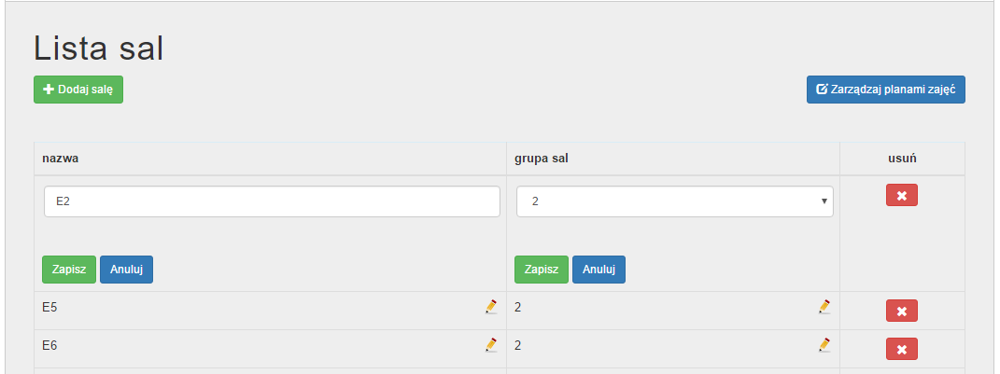 Lista sal
Dodaj salę
Zarządzaj planami zajęć
nazwa grupa sal usuń
E2 2
Zapisz Anuluj Zapisz Anuluj
E5 2
E6 2